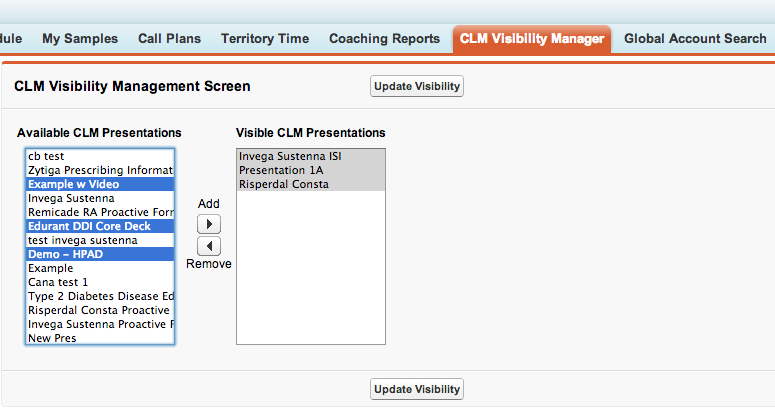 dule My Samples Call Plans Territory Time Coaching Reports CLM Visibility Manager Global Account Search
CLM Visibility Management Screen Update Visibility
Available CLM Presentations Visible CLM Presentations
cb test
Zytiga Prescribing Informat
Example w Video
Invega Sustenna
Remicade RA Proactive Forr
Edurant DDI Core Deck
test invega sustenna
Demo – HPAD
Example
Cana test 1
Type 2 Diabetes Disease Ed
Risperdal Consta Proactive
Invega Sustenna Proactive F
New Pres
Add
Remove
Invega Sustenna ISI
Presentation 1A
Risperdal Consta
Update Visibility